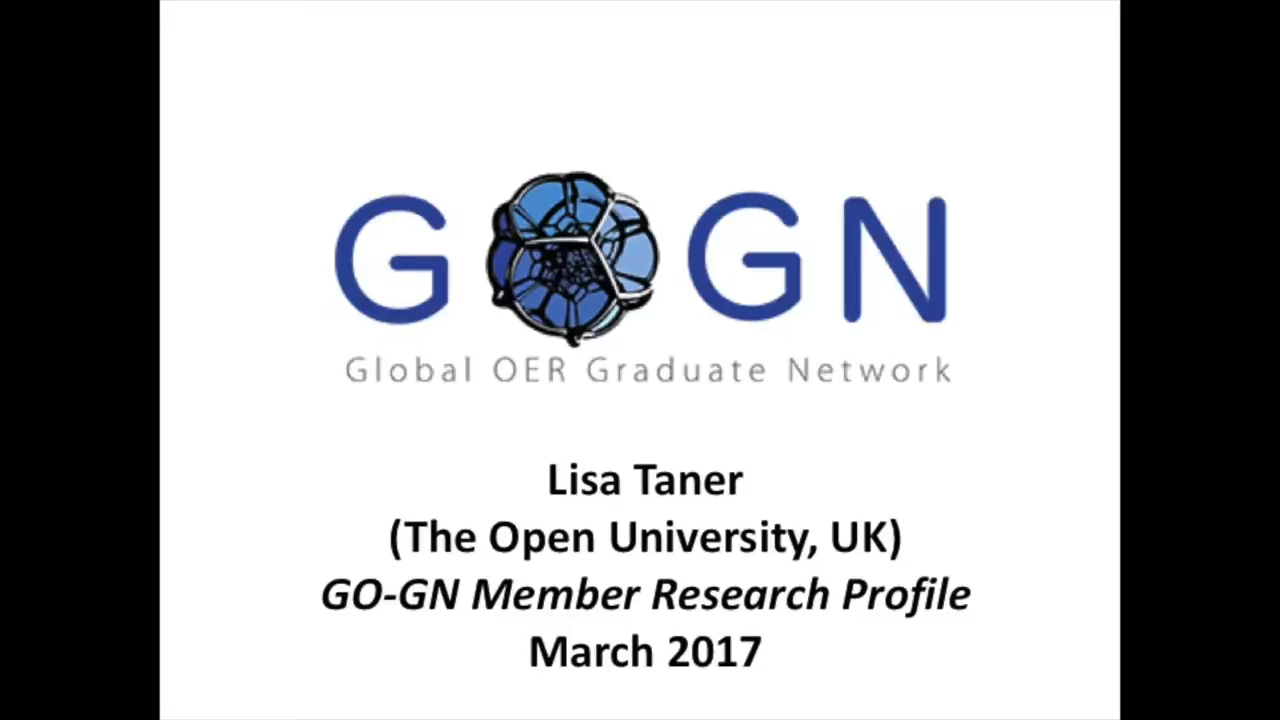 GOGN
Global OER Graduate Network
Lisa Taner
(The Open University, UK)
GO-GN Member Research Profile
March 2017